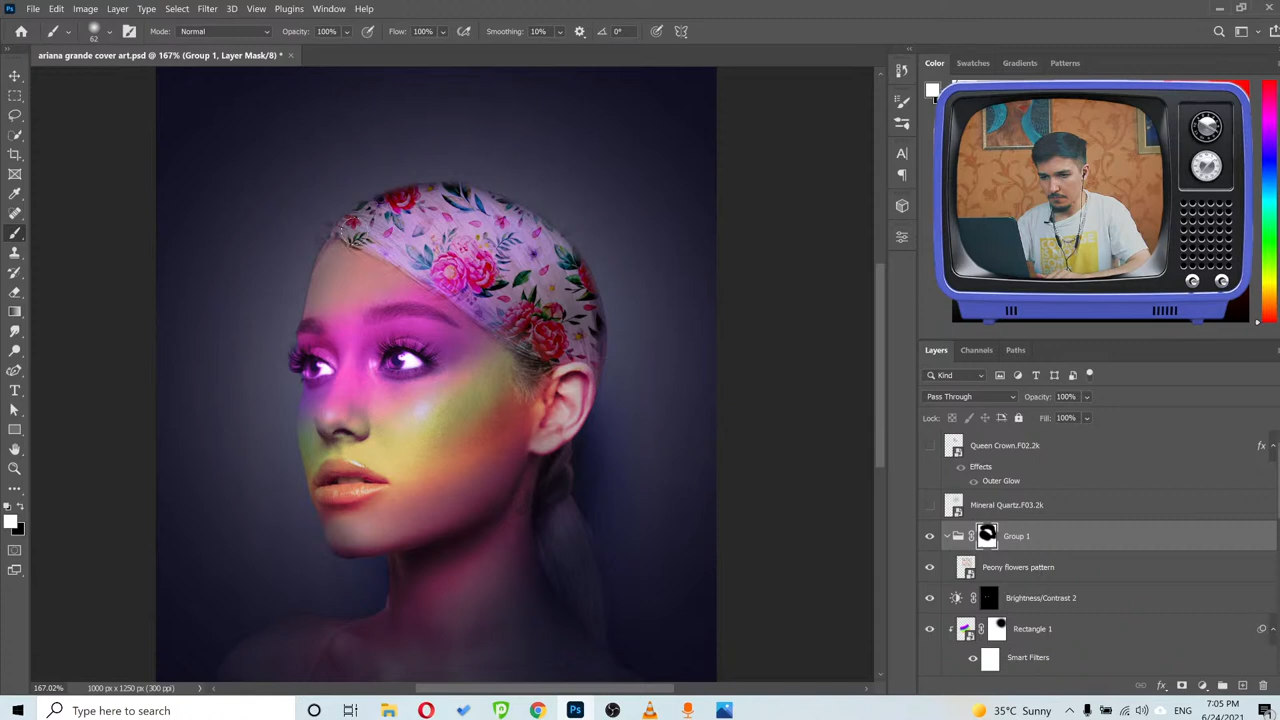 Ps File Edit Image Layer Type Select Filter 3D View Plugins Window Help
62 Mode: Normal Opacity: 100% Flow: 100% Smoothing: 10% 0°
ariana grande cover art.psd @ 167% (Group 1, Layer Mask/8) *
Color Swatches Gradients Patterns
Layers Channels Paths
Kind
Pass Through Opacity: 100%
Lock: Fill: 100%
Queen Crown.F02.2k fx
Effects
Outer Glow
Mineral Quartz.F03.2k
Group 1
Peony flowers pattern
Brightness/Contrast 2
Rectangle 1
Smart Filters
167.02% 1000 px x 1250 px (300 ppi)
Type here to search Ps 35°C Sunny ENG 7:05 PM
6/24/2021